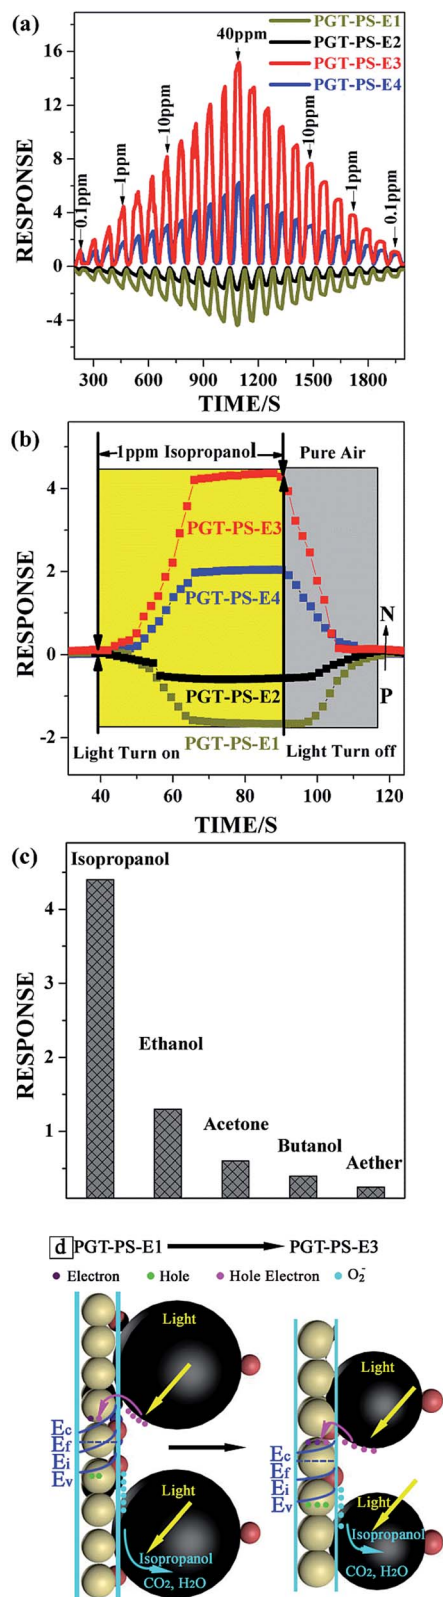 (a)
PGT-PS-E1
PGT-PS-E2
PGT-PS-E3
PGT-PS-E4
40ppm
10ppm
1ppm
0.1ppm
10ppm
1ppm
0.1ppm
RESPONSE
16
12
8
4
0
-4
300 600 900 1200 1500 1800
TIME/S
(b)
1ppm Isopropanol
Pure Air
PGT-PS-E3
PGT-PS-E4
PGT-PS-E2
PGT-PS-E1
N
P
Light Turn on
Light Turn off
RESPONSE
4
2
0
-2
40 60 80 100 120
TIME/S
(c)
Isopropanol
Ethanol
Acetone
Butanol
Aether
RESPONSE
4
3
2
1
d PGT-PS-E1 PGT-PS-E3
Electron Hole Hole Electron O₂⁻
Light
Light
Ec
Ef
Ei
Ev
Ec
Ef
Ei
Ev
Light
Light
Isopropanol
CO₂, H₂O
Isopropanol
CO₂, H₂O